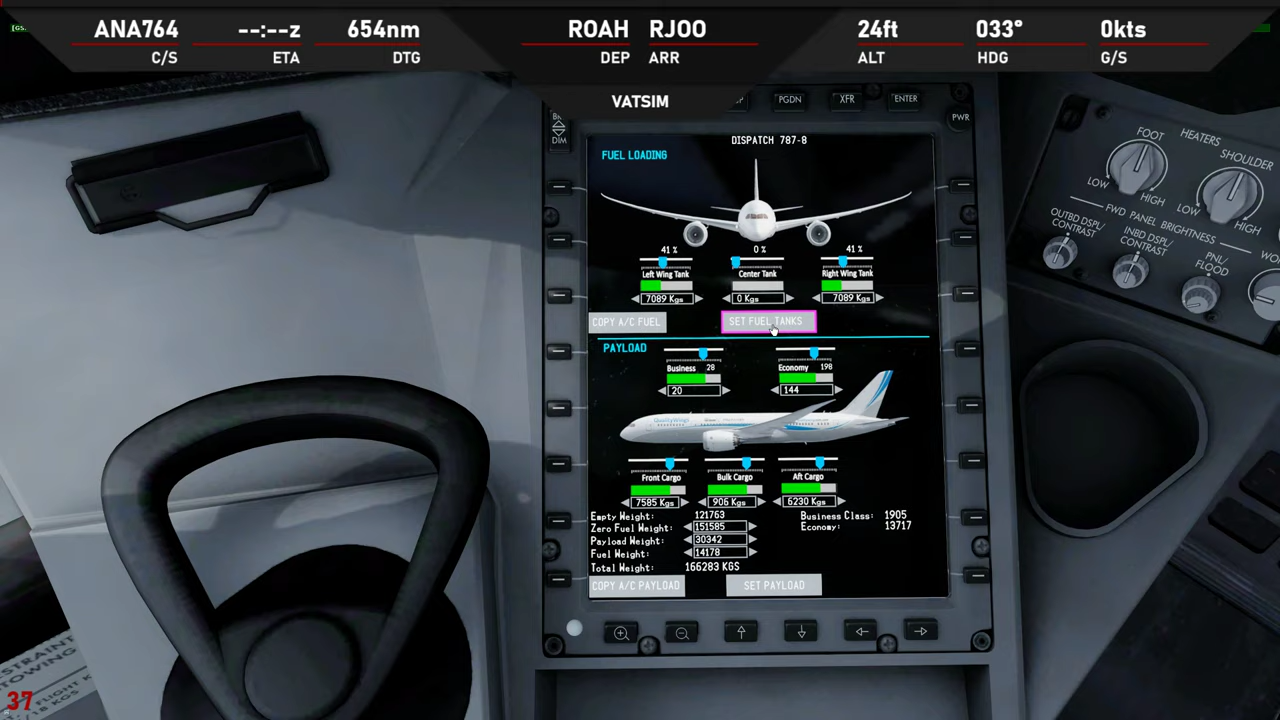 ANA764 --:--z 654nm ROAH RJOO 24ft 033° 0kts
C/S ETA DTG DEP ARR ALT HDG G/S
VATSIM
PGDN XFR ENTER
PWR
DIM
DISPATCH 787-8
FUEL LOADING
41 % 0 % 41 %
Left Wing Tank Center Tank Right Wing Tank
7089 Kgs 0 Kgs 7089 Kgs
COPY A/C FUEL SET FUEL TANKS
PAYLOAD
Business 28 Economy 198
20 144
Front Cargo Bulk Cargo Aft Cargo
7585 Kgs 906 Kgs 6230 Kgs
Empty Weight: 121763 Business Class: 1905
Zero Fuel Weight: 151585 Economy: 13717
Payload Weight: 30342
Fuel Weight: 14178
Total Weight: 166283 KGS
COPY A/C PAYLOAD SET PAYLOAD
HEATERS
FOOT SHOULDER
LOW HIGH LOW HIGH
FWD PANEL BRIGHTNESS
OUTBD DSPL/ CONTRAST
INBD DSPL/ CONTRAST
PNL/ FLOOD
TOWING
37